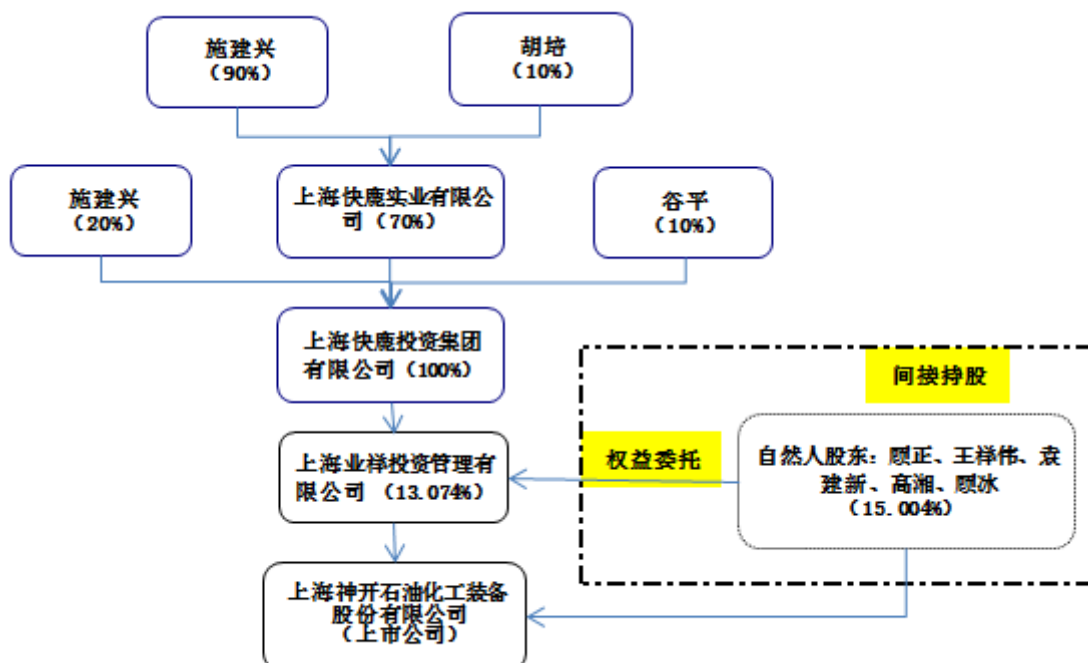 施建兴
（90%）
胡培
（10%）
施建兴
（20%）
上海快鹿实业有限公
司（70%）
谷平
（10%）
上海快鹿投资集团
有限公司（100%）
间接持股
权益委托
自然人股东：顾正、王祥伟、袁
建新、高湘、顾冰
（15.004%）
上海业祥投资管理有
限公司（13.074%）
上海神开石油化工装备
股份有限公司
（上市公司）